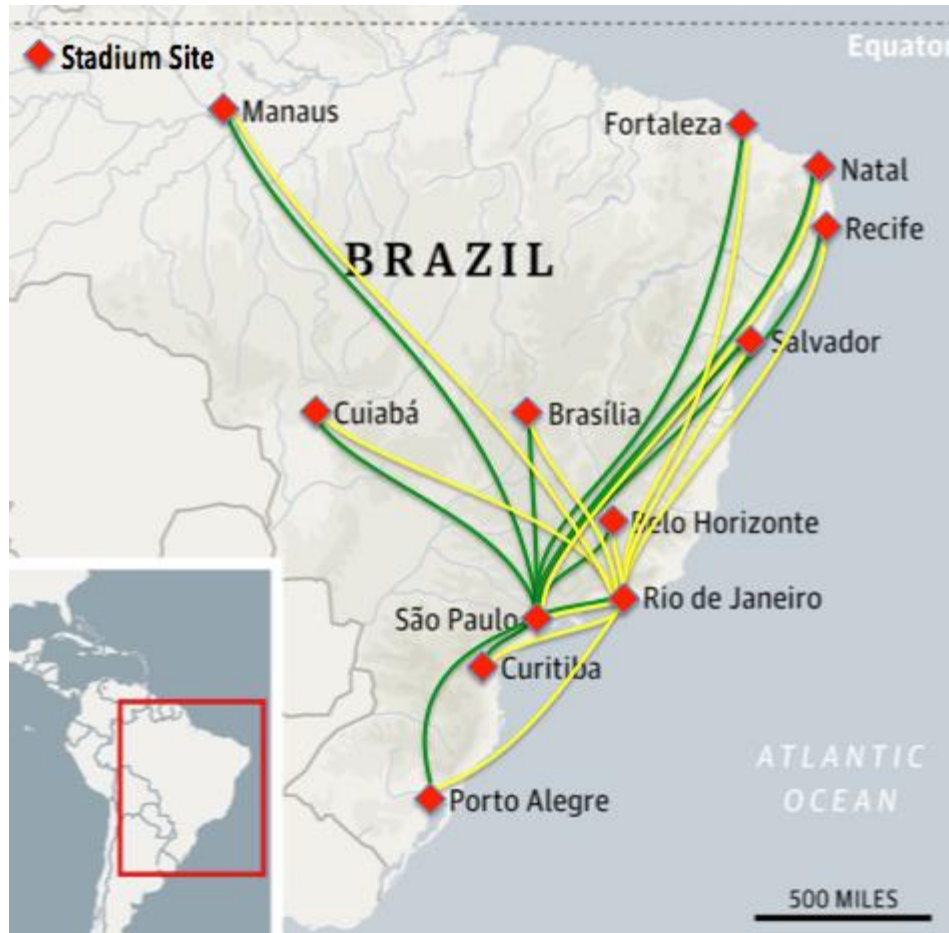 Equator
Stadium Site
Manaus
Fortaleza
Natal
Recife
BRAZIL
Salvador
Cuiabá
Brasília
Belo Horizonte
Rio de Janeiro
São Paulo
Curitiba
ATLANTIC
OCEAN
Porto Alegre
500 MILES